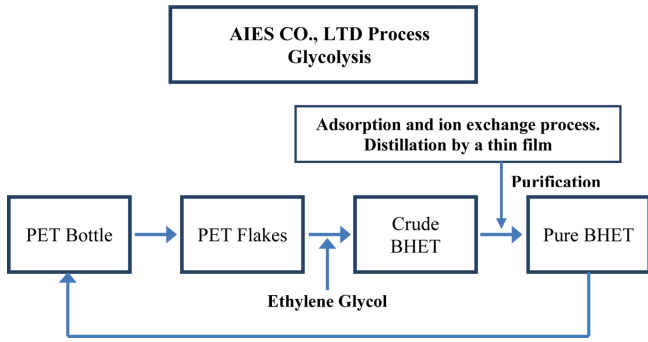 AIES CO., LTD Process
Glycolysis
Adsorption and ion exchange process.
Distillation by a thin film
Purification
PET Bottle
PET Flakes
Crude
BHET
Pure BHET
Ethylene Glycol